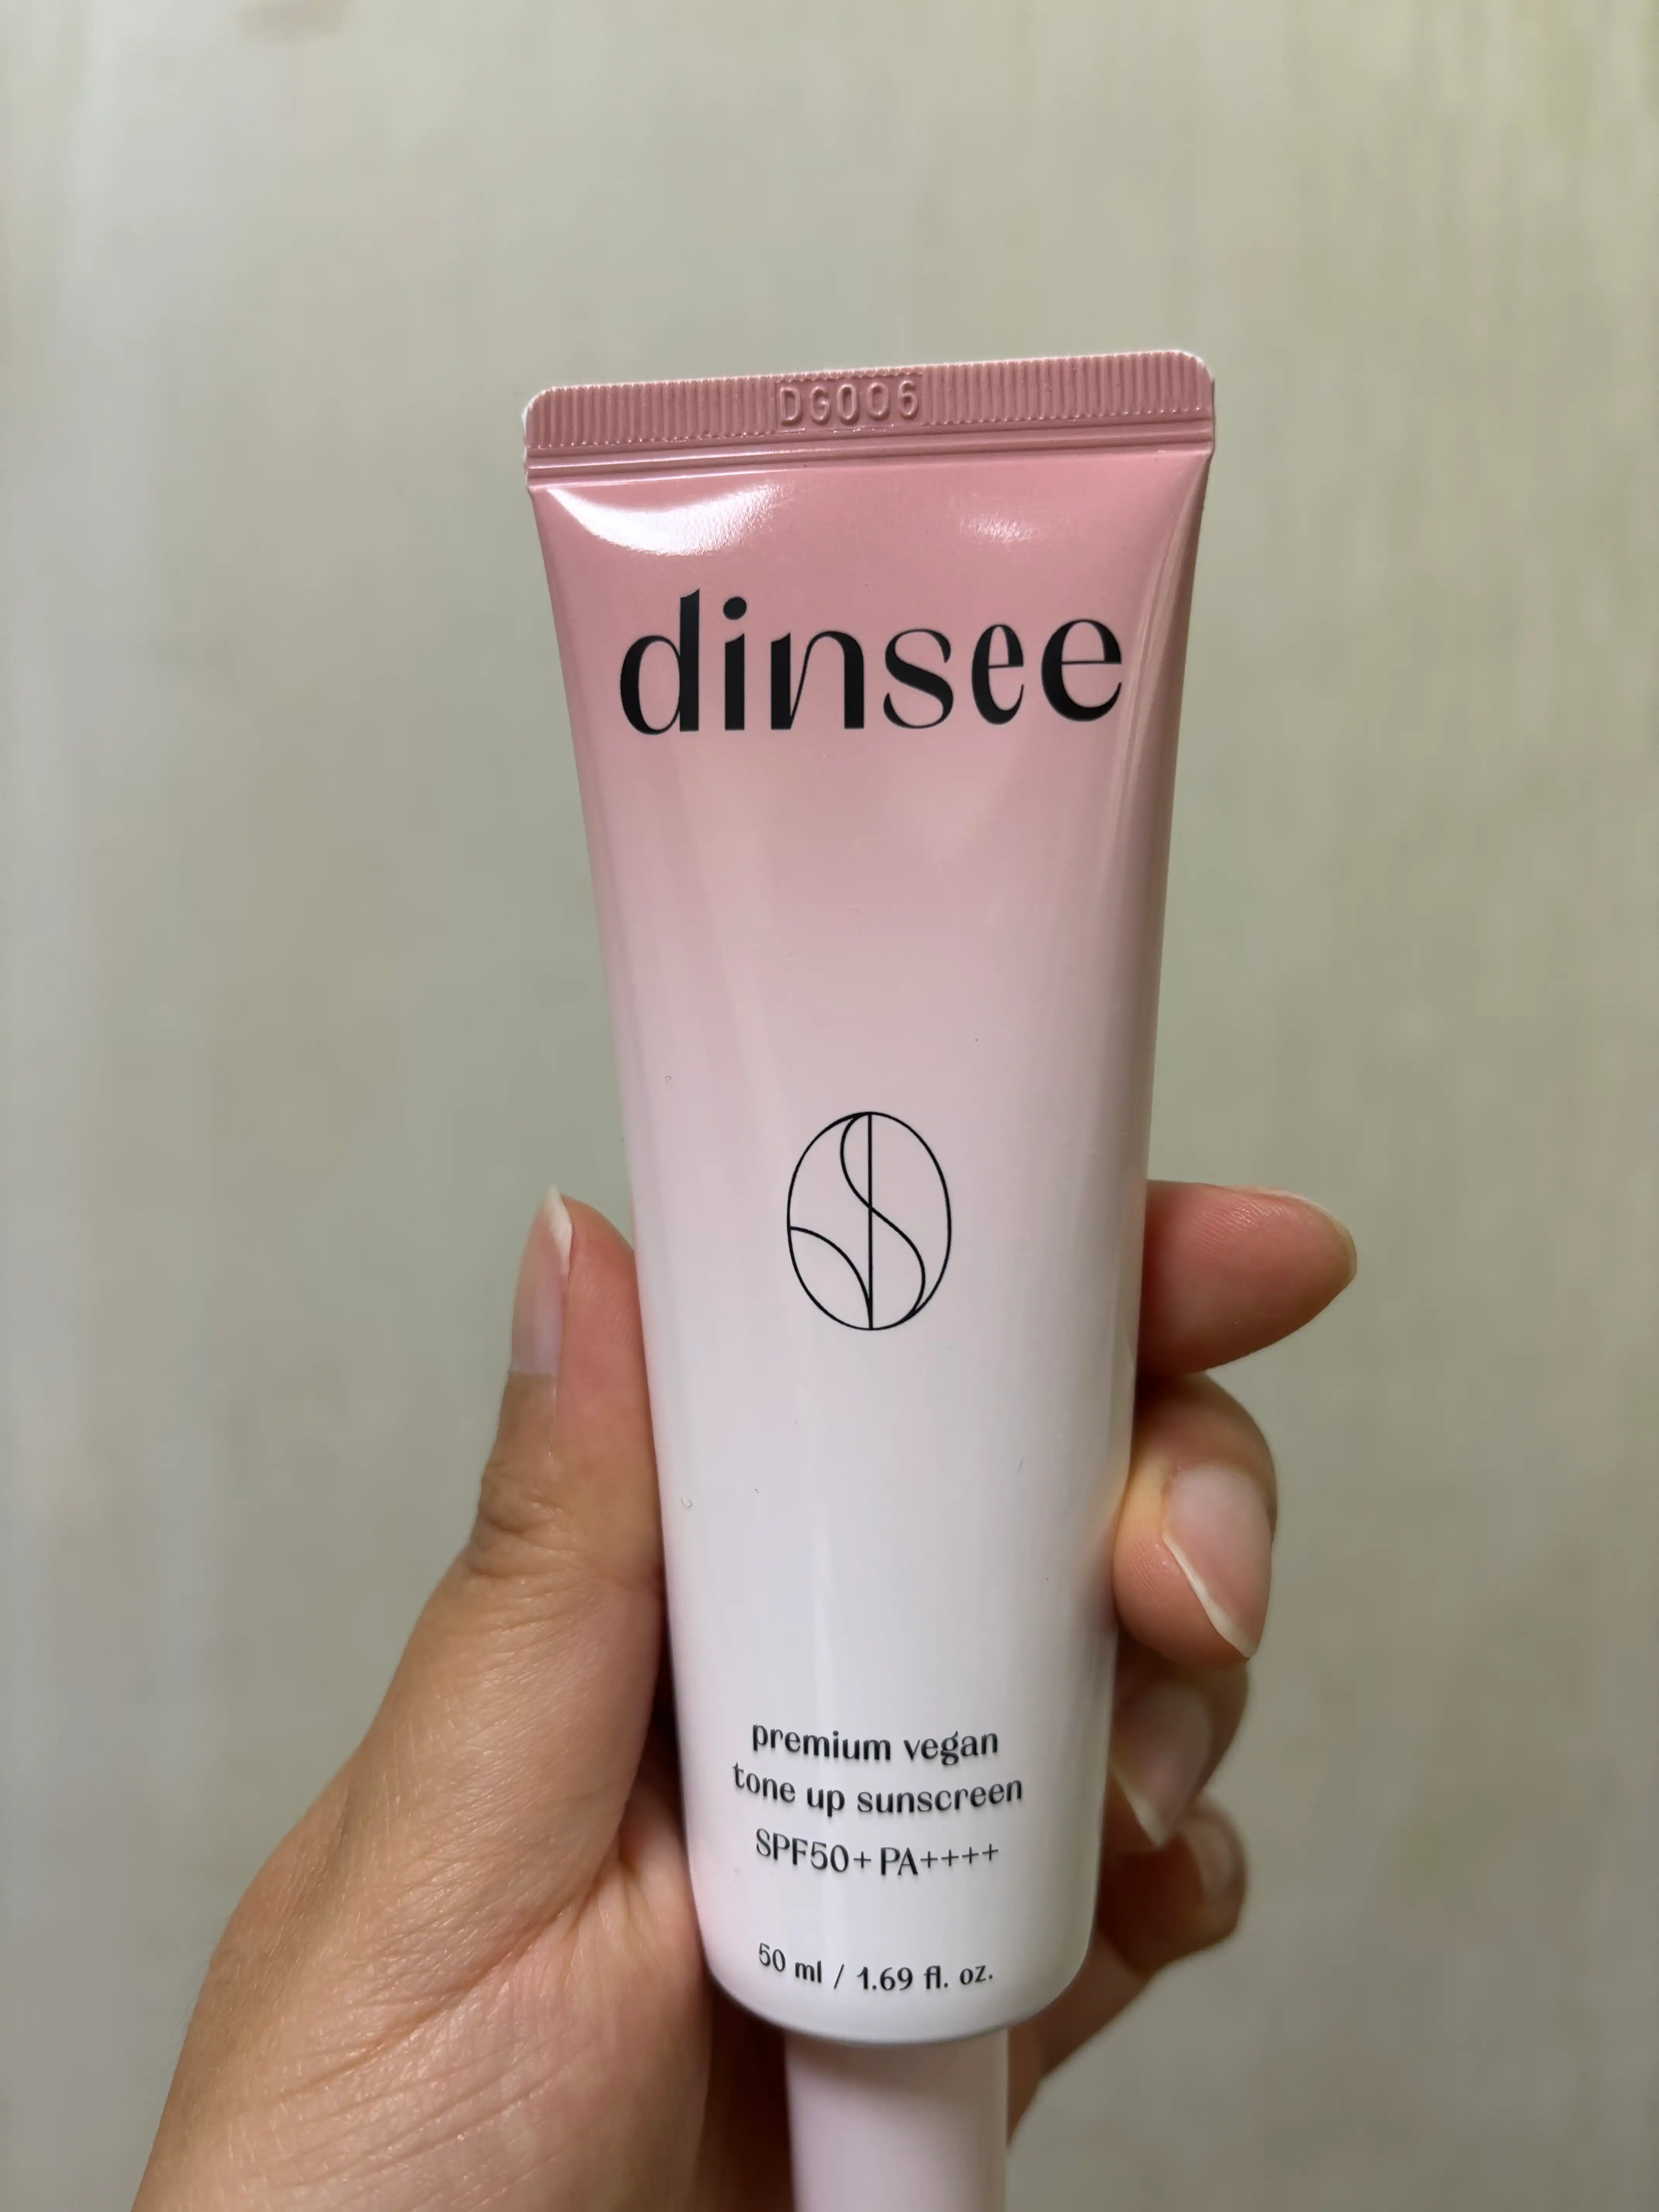 DG006
dinsee
premium vegan
tone up sunscreen
SPF50+ PA++++
50 ml / 1.69 fl. oz.